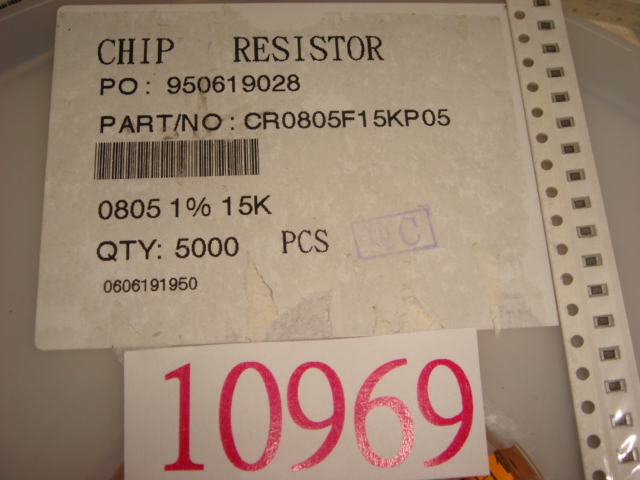 CHIP RESISTOR
PO: 950619028
PART/NO: CR0805F15KP05
0805 1% 15K
QTY: 5000 PCS
QC
0606191950
10969